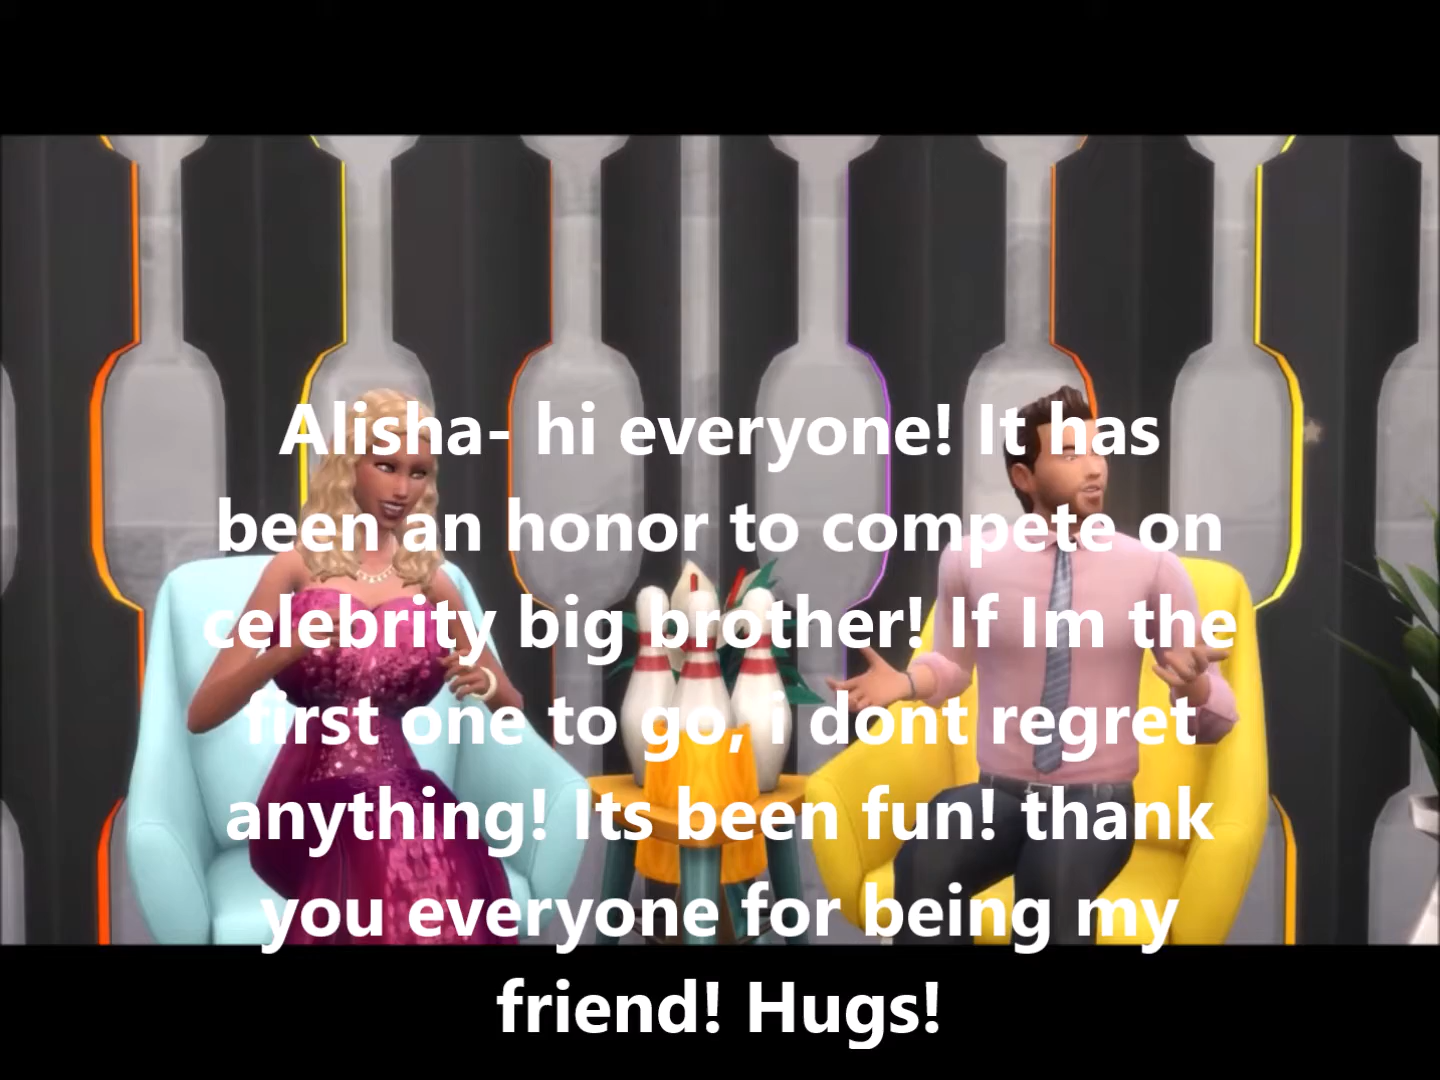 Alisha- hi everyone! It has
been an honor to compete on
celebrity big brother! If Im the
first one to go, i dont regret
anything! Its been fun! thank
you everyone for being my
friend! Hugs!